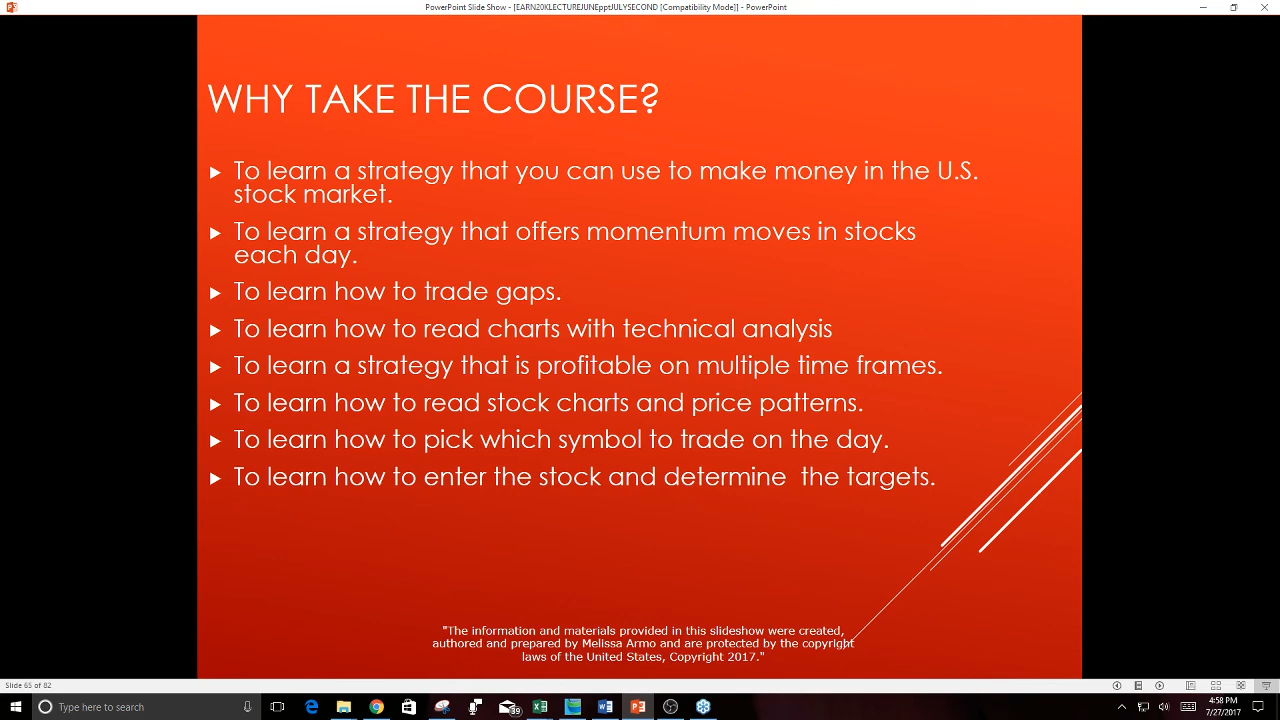 PowerPoint Slide Show - [EARN20KLECTUREJUNEpptJULYSECOND [Compatibility Mode]] - PowerPoint
WHY TAKE THE COURSE?
To learn a strategy that you can use to make money in the U.S.
stock market.
To learn a strategy that offers momentum moves in stocks
each day.
To learn how to trade gaps.
To learn how to read charts with technical analysis
To learn a strategy that is profitable on multiple time frames.
To learn how to read stock charts and price patterns.
To learn how to pick which symbol to trade on the day.
To learn how to enter the stock and determine  the targets.
"The information and materials provided in this slideshow were created,
authored and prepared by Melissa Armo and are protected by the copyright
laws of the United States, Copyright 2017."
Slide 65 of 82
Type here to search
4:58 PM
7/27/2017